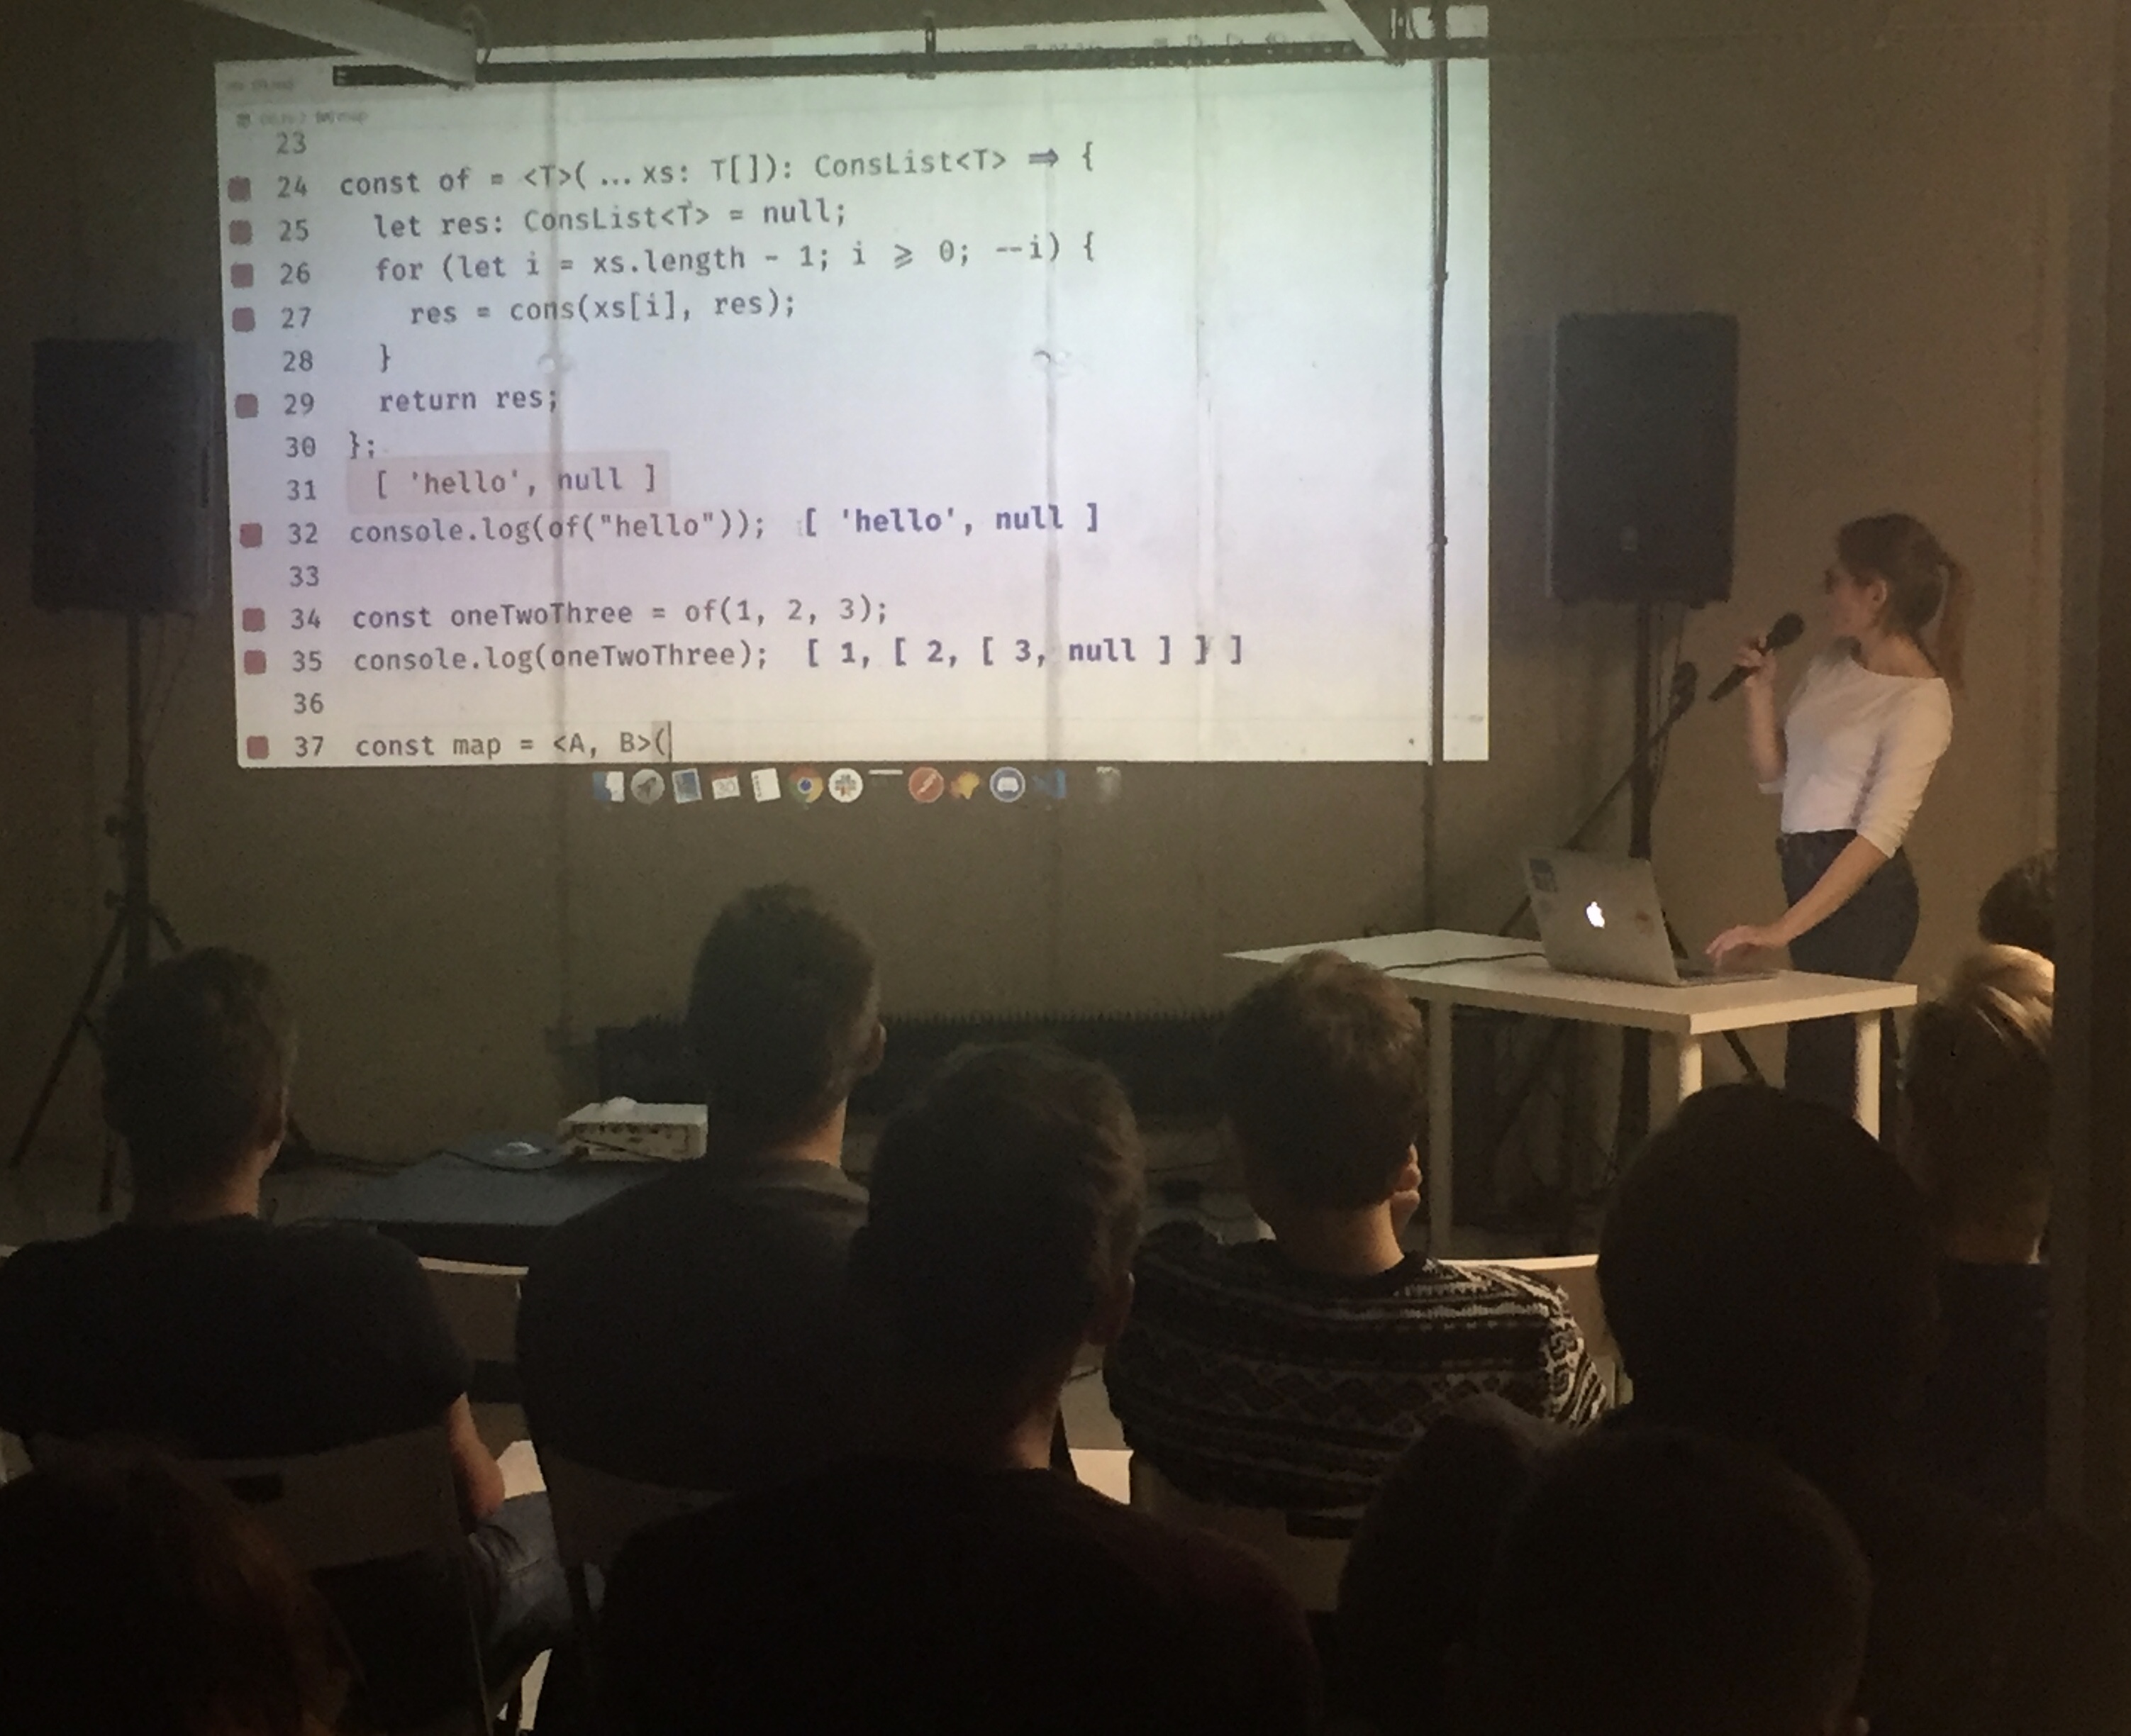 23
24 const of = <T>( ... xs: T[]): ConsList<T> ⇒ {
25 let res: ConsList<T> = null;
26 for (let i = xs.length - 1; i ⩾ 0; --i) {
27 res = cons(xs[i], res);
28 }
29 return res;
30 };
31 [ 'hello', null ]
32 console.log(of("hello")); [ 'hello', null ]
33
34 const oneTwoThree = of(1, 2, 3);
35 console.log(oneTwoThree); [ 1, [ 2, [ 3, null ] ] ]
36
37 const map = <A, B>(